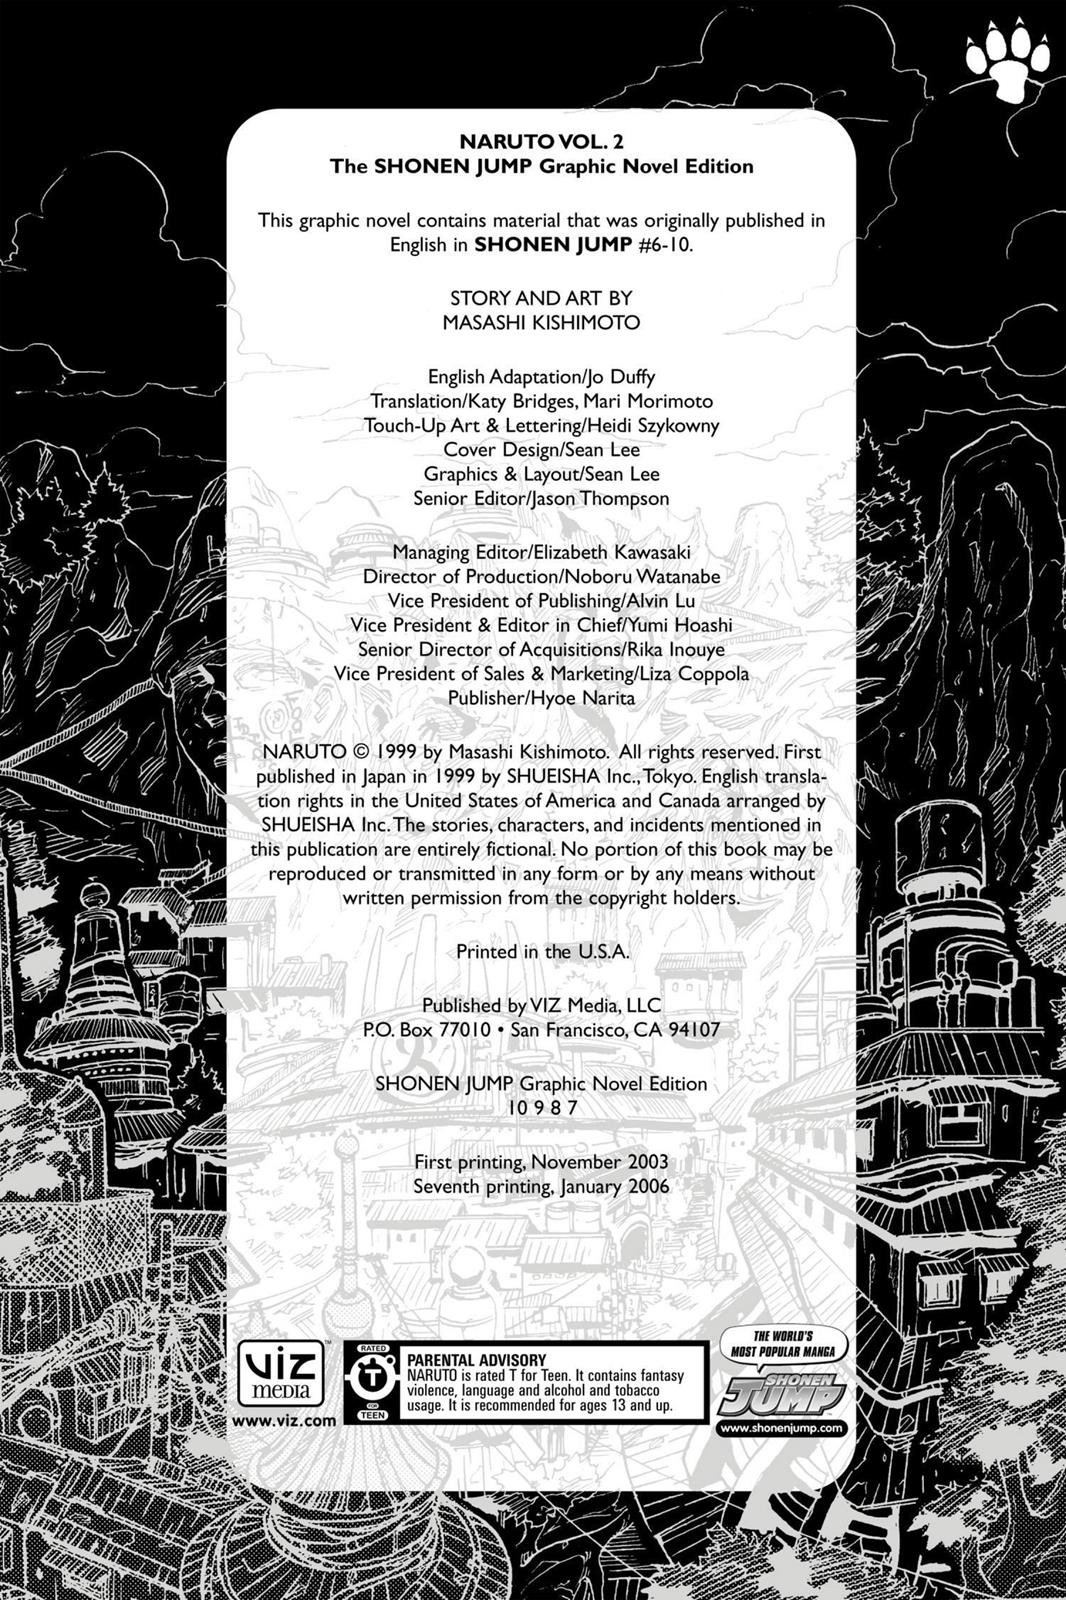 NARUTO VOL. 2
The SHONEN JUMP Graphic Novel Edition
This graphic novel contains material that was originally published in
English in SHONEN JUMP #6-10.
STORY AND ART BY
MASASHI KISHIMOTO
English Adaptation/Jo Duffy
Translation/Katy Bridges, Mari Morimoto
Touch-Up Art & Lettering/Heidi Szykowny
Cover Design/Sean Lee
Graphics & Layout/Sean Lee
Senior Editor/Jason Thompson
Managing Editor/Elizabeth Kawasaki
Director of Production/Noboru Watanabe
Vice President of Publishing/Alvin Lu
Vice President & Editor in Chief/Yumi Hoashi
Senior Director of Acquisitions/Rika Inouye
Vice President of Sales & Marketing/Liza Coppola
Publisher/Hyoe Narita
NARUTO © 1999 by Masashi Kishimoto. All rights reserved. First
published in Japan in 1999 by SHUEISHA Inc., Tokyo. English transla-
tion rights in the United States of America and Canada arranged by
SHUEISHA Inc. The stories, characters, and incidents mentioned in
this publication are entirely fictional. No portion of this book may be
reproduced or transmitted in any form or by any means without
written permission from the copyright holders.
Printed in the U.S.A.
Published by VIZ Media, LLC
P.O. Box 77010 • San Francisco, CA 94107
SHONEN JUMP Graphic Novel Edition
10 9 8 7
First printing, November 2003
Seventh printing, January 2006
VIZ
MEDIA
™
www.viz.com
RATED
T
FOR
TEEN
PARENTAL ADVISORY
NARUTO is rated T for Teen. It contains fantasy
violence, language and alcohol and tobacco
usage. It is recommended for ages 13 and up.
THE WORLD'S
MOST POPULAR MANGA
SHONEN
JUMP
™
www.shonenjump.com